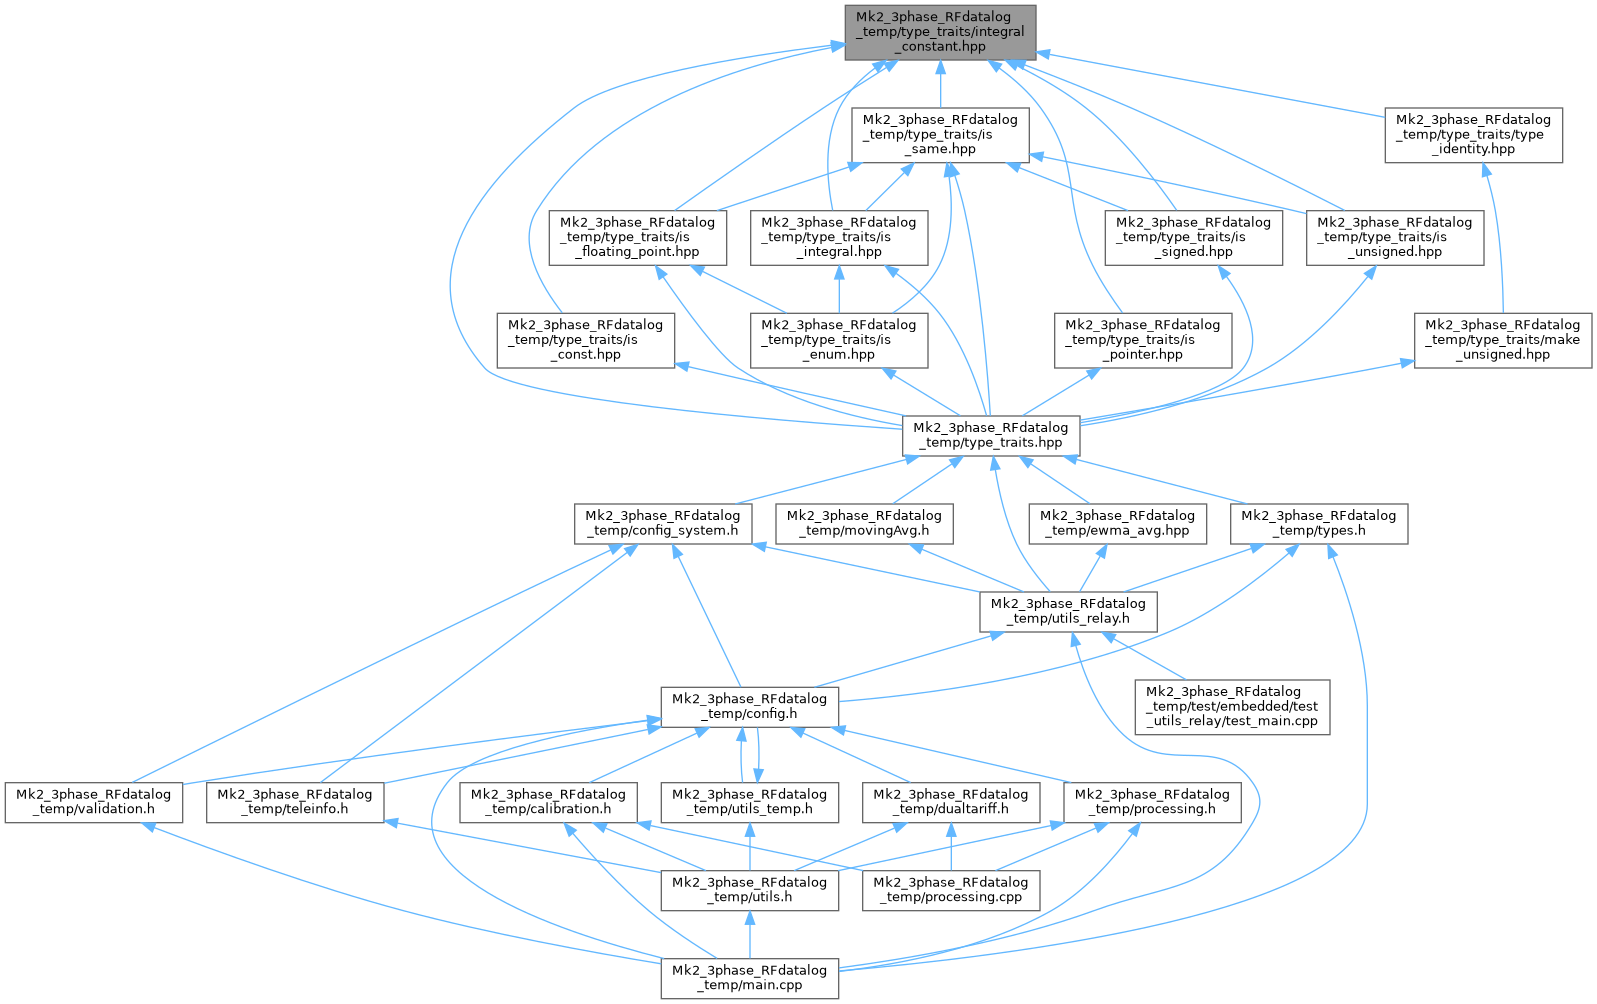 Mk2_3phase_RFdatalog
_temp/type_traits/integral
_constant.hpp
Mk2_3phase_RFdatalog
_temp/type_traits/is
_same.hpp
Mk2_3phase_RFdatalog
_temp/type_traits/type
_identity.hpp
Mk2_3phase_RFdatalog
_temp/type_traits/is
_floating_point.hpp
Mk2_3phase_RFdatalog
_temp/type_traits/is
_integral.hpp
Mk2_3phase_RFdatalog
_temp/type_traits/is
_signed.hpp
Mk2_3phase_RFdatalog
_temp/type_traits/is
_unsigned.hpp
Mk2_3phase_RFdatalog
_temp/type_traits/is
_const.hpp
Mk2_3phase_RFdatalog
_temp/type_traits/is
_enum.hpp
Mk2_3phase_RFdatalog
_temp/type_traits/is
_pointer.hpp
Mk2_3phase_RFdatalog
_temp/type_traits/make
_unsigned.hpp
Mk2_3phase_RFdatalog
_temp/type_traits.hpp
Mk2_3phase_RFdatalog
_temp/config_system.h
Mk2_3phase_RFdatalog
_temp/movingAvg.h
Mk2_3phase_RFdatalog
_temp/ewma_avg.hpp
Mk2_3phase_RFdatalog
_temp/types.h
Mk2_3phase_RFdatalog
_temp/utils_relay.h
Mk2_3phase_RFdatalog
_temp/config.h
Mk2_3phase_RFdatalog
_temp/test/embedded/test
_utils_relay/test_main.cpp
Mk2_3phase_RFdatalog
_temp/validation.h
Mk2_3phase_RFdatalog
_temp/teleinfo.h
Mk2_3phase_RFdatalog
_temp/calibration.h
Mk2_3phase_RFdatalog
_temp/utils_temp.h
Mk2_3phase_RFdatalog
_temp/dualtariff.h
Mk2_3phase_RFdatalog
_temp/processing.h
Mk2_3phase_RFdatalog
_temp/utils.h
Mk2_3phase_RFdatalog
_temp/processing.cpp
Mk2_3phase_RFdatalog
_temp/main.cpp